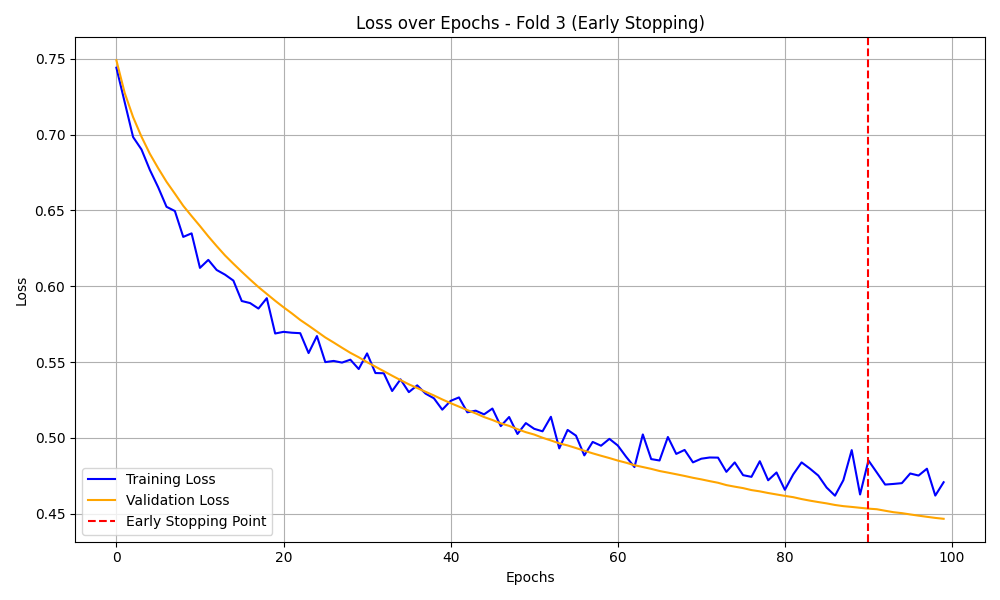 Loss over Epochs - Fold 3 (Early Stopping)
0.75
0.70
0.65
0.60
0.55
0.50
0.45
Loss
Training Loss
Validation Loss
Early Stopping Point
0 20 40 60 80 100
Epochs